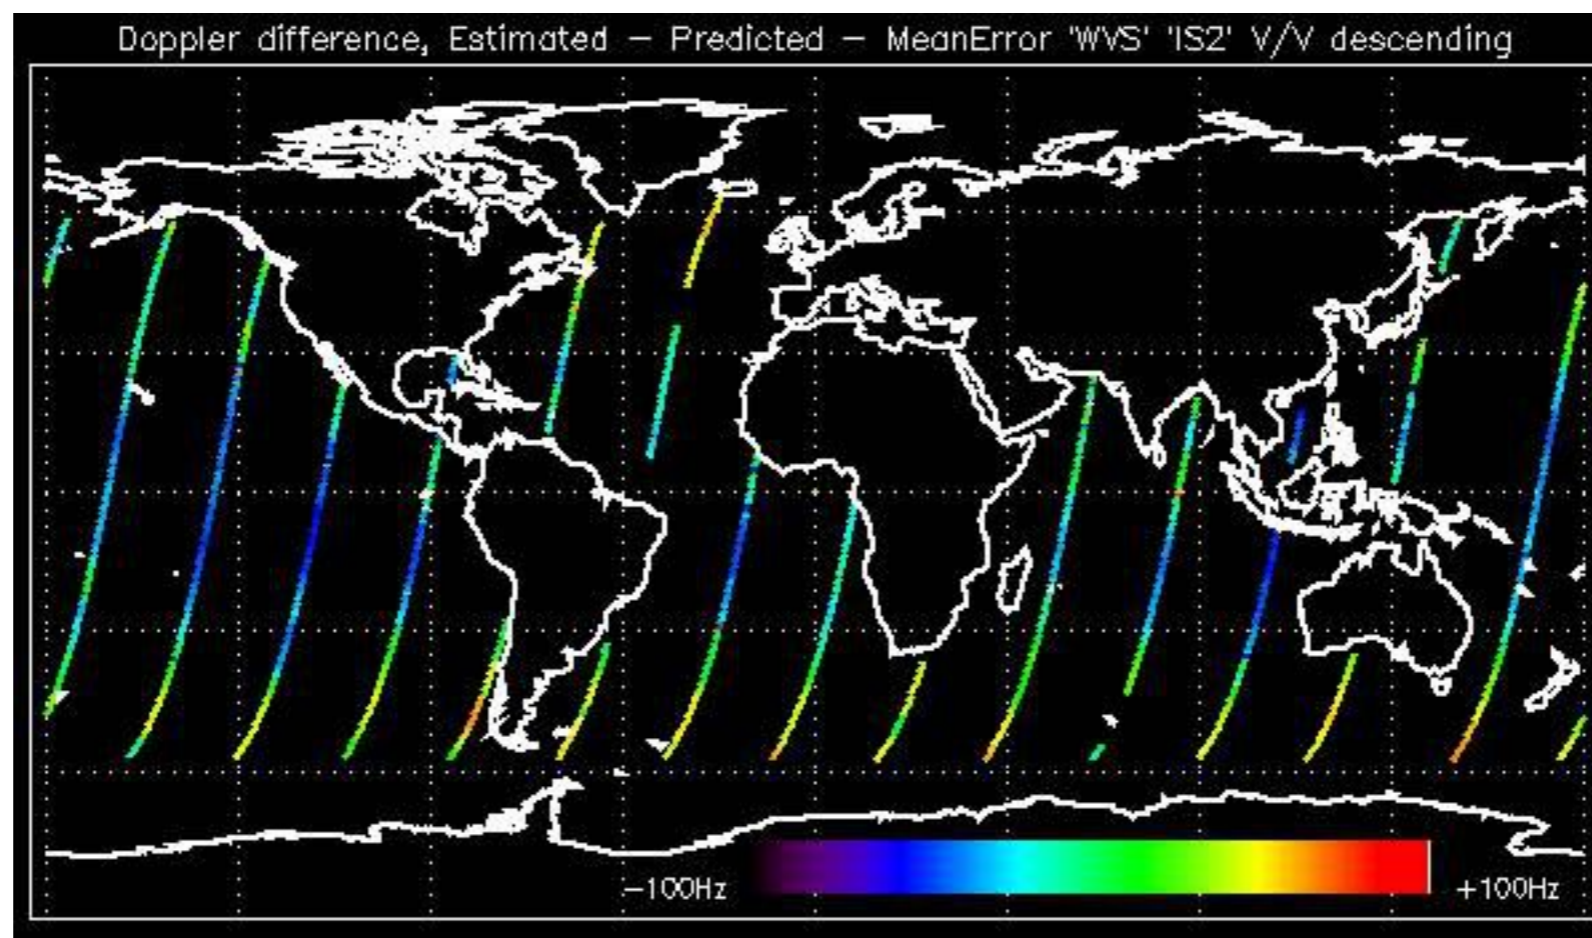 Doppler difference, Estimated – Predicted – MeanError 'WVS' 'IS2' V/V descending
–100Hz +100Hz